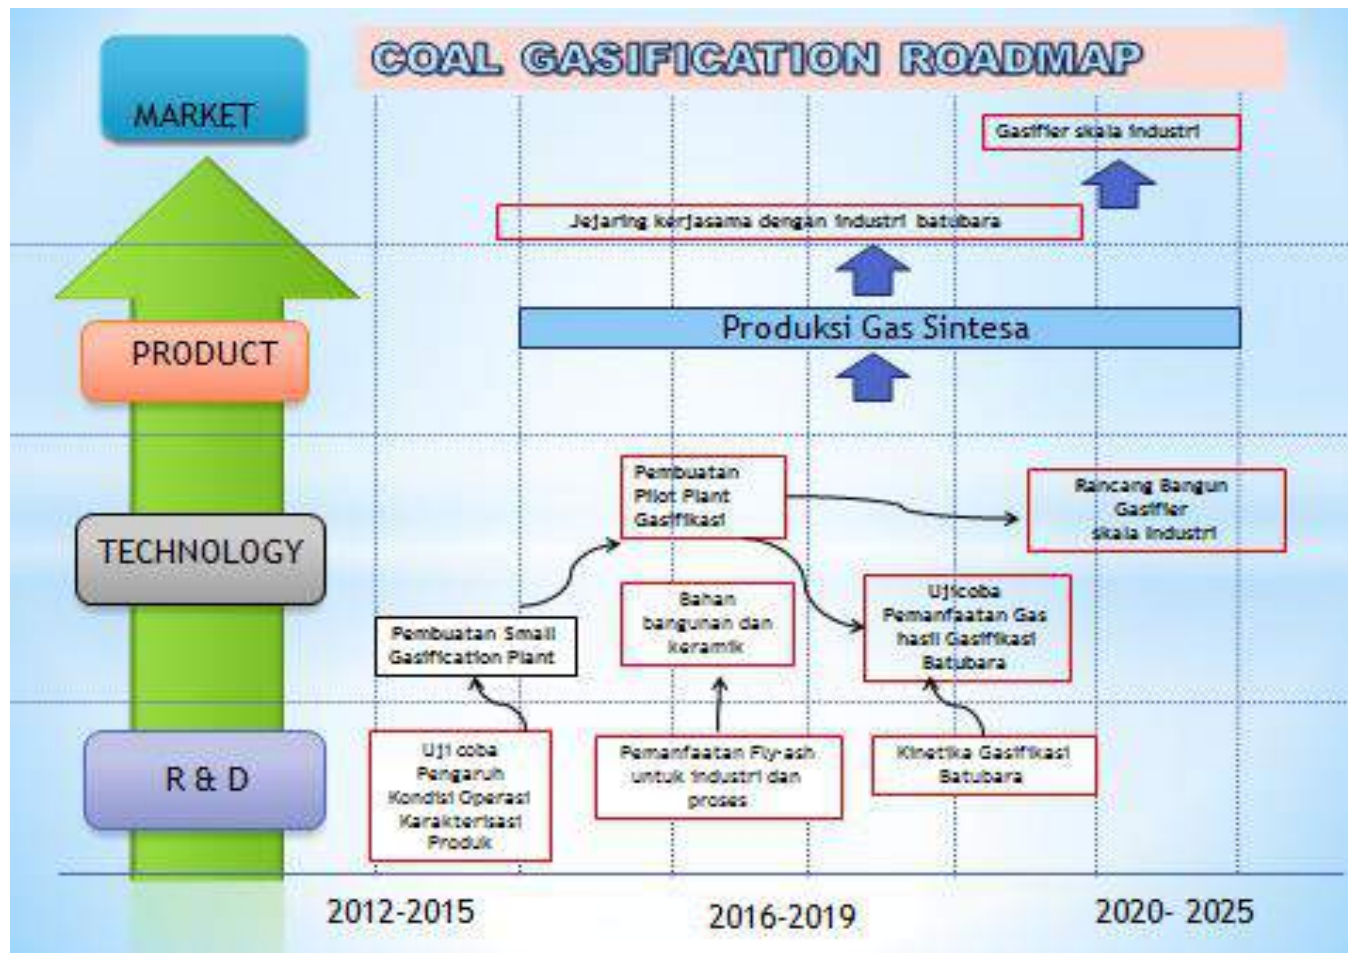 COAL GASIFICATION ROADMAP
MARKET
Gasifier skala industri
Jejaring kerjasama dengan industri batubara
Produksi Gas Sintesa
PRODUCT
Pembuatan
Pilot Plant
Gasifikasi
Rancang Bangun
Gasifier
skala industri
TECHNOLOGY
Bahan
bangunan dan
keramik
Ujicoba
Pemanfaatan Gas
hasil Gasifikasi
Batubara
Pembuatan Small
Gasification Plant
R & D
Uji coba
Pengaruh
Kondisi Operasi
Karakterisasi
Produk
Pemanfaatan Fly-ash
untuk industri dan
proses
Kinetika Gasifikasi
Batubara
2012-2015
2016-2019
2020- 2025